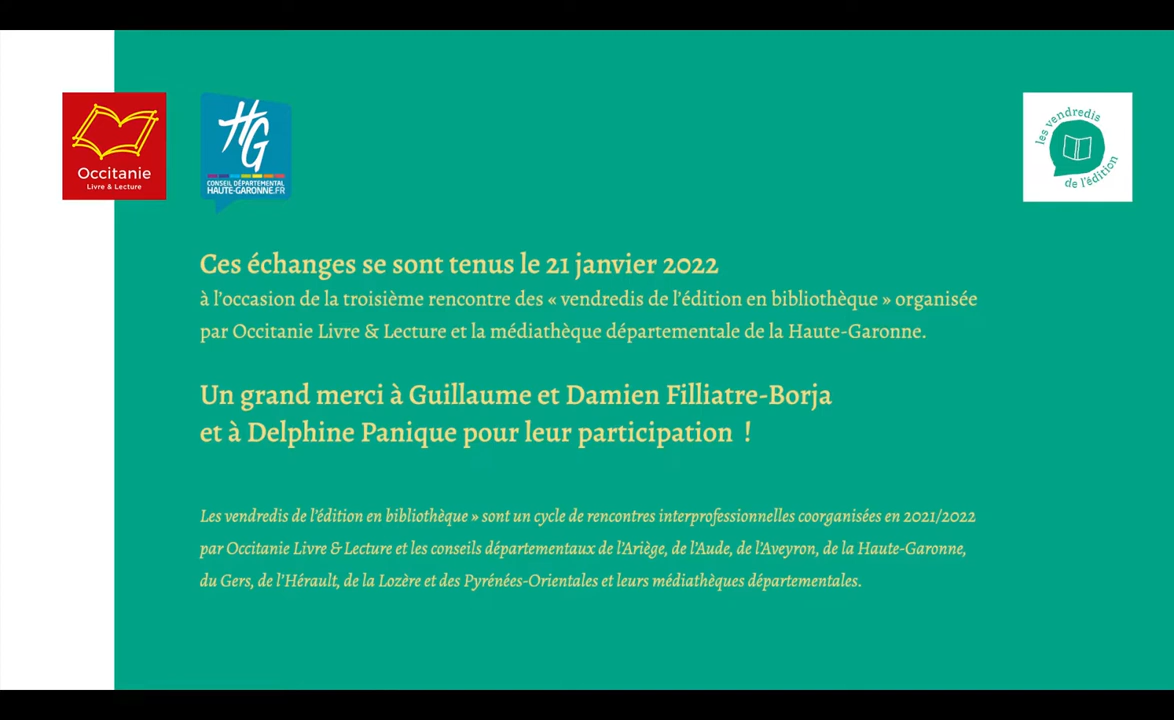 Occitanie
Livre & Lecture
HG
CONSEIL DÉPARTEMENTAL
HAUTE-GARONNE.FR
les vendredis
de l'édition
Ces échanges se sont tenus le 21 janvier 2022
à l'occasion de la troisième rencontre des « vendredis de l'édition en bibliothèque » organisée
par Occitanie Livre & Lecture et la médiathèque départementale de la Haute-Garonne.
Un grand merci à Guillaume et Damien Filliatre-Borja
et à Delphine Panique pour leur participation !
Les vendredis de l'édition en bibliothèque » sont un cycle de rencontres interprofessionnelles coorganisées en 2021/2022
par Occitanie Livre & Lecture et les conseils départementaux de l'Ariège, de l'Aude, de l'Aveyron, de la Haute-Garonne,
du Gers, de l'Hérault, de la Lozère et des Pyrénées-Orientales et leurs médiathèques départementales.